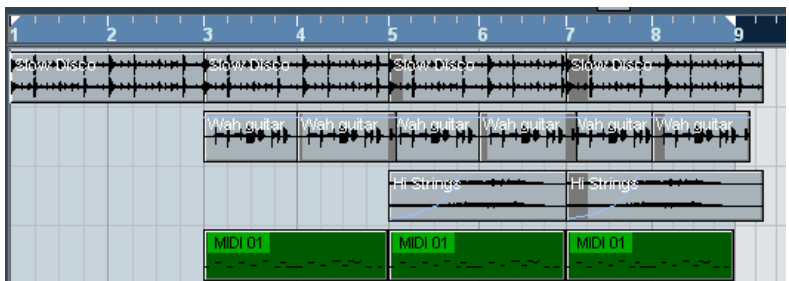 1 2 3 4 5 6 7 8 9
Slow Disco Slow Disco Slow Disco Slow Disco
Wah guitar Wah guitar Wah guitar Wah guitar Wah guitar Wah guitar
Hi Strings Hi Strings
MIDI 01 MIDI 01 MIDI 01